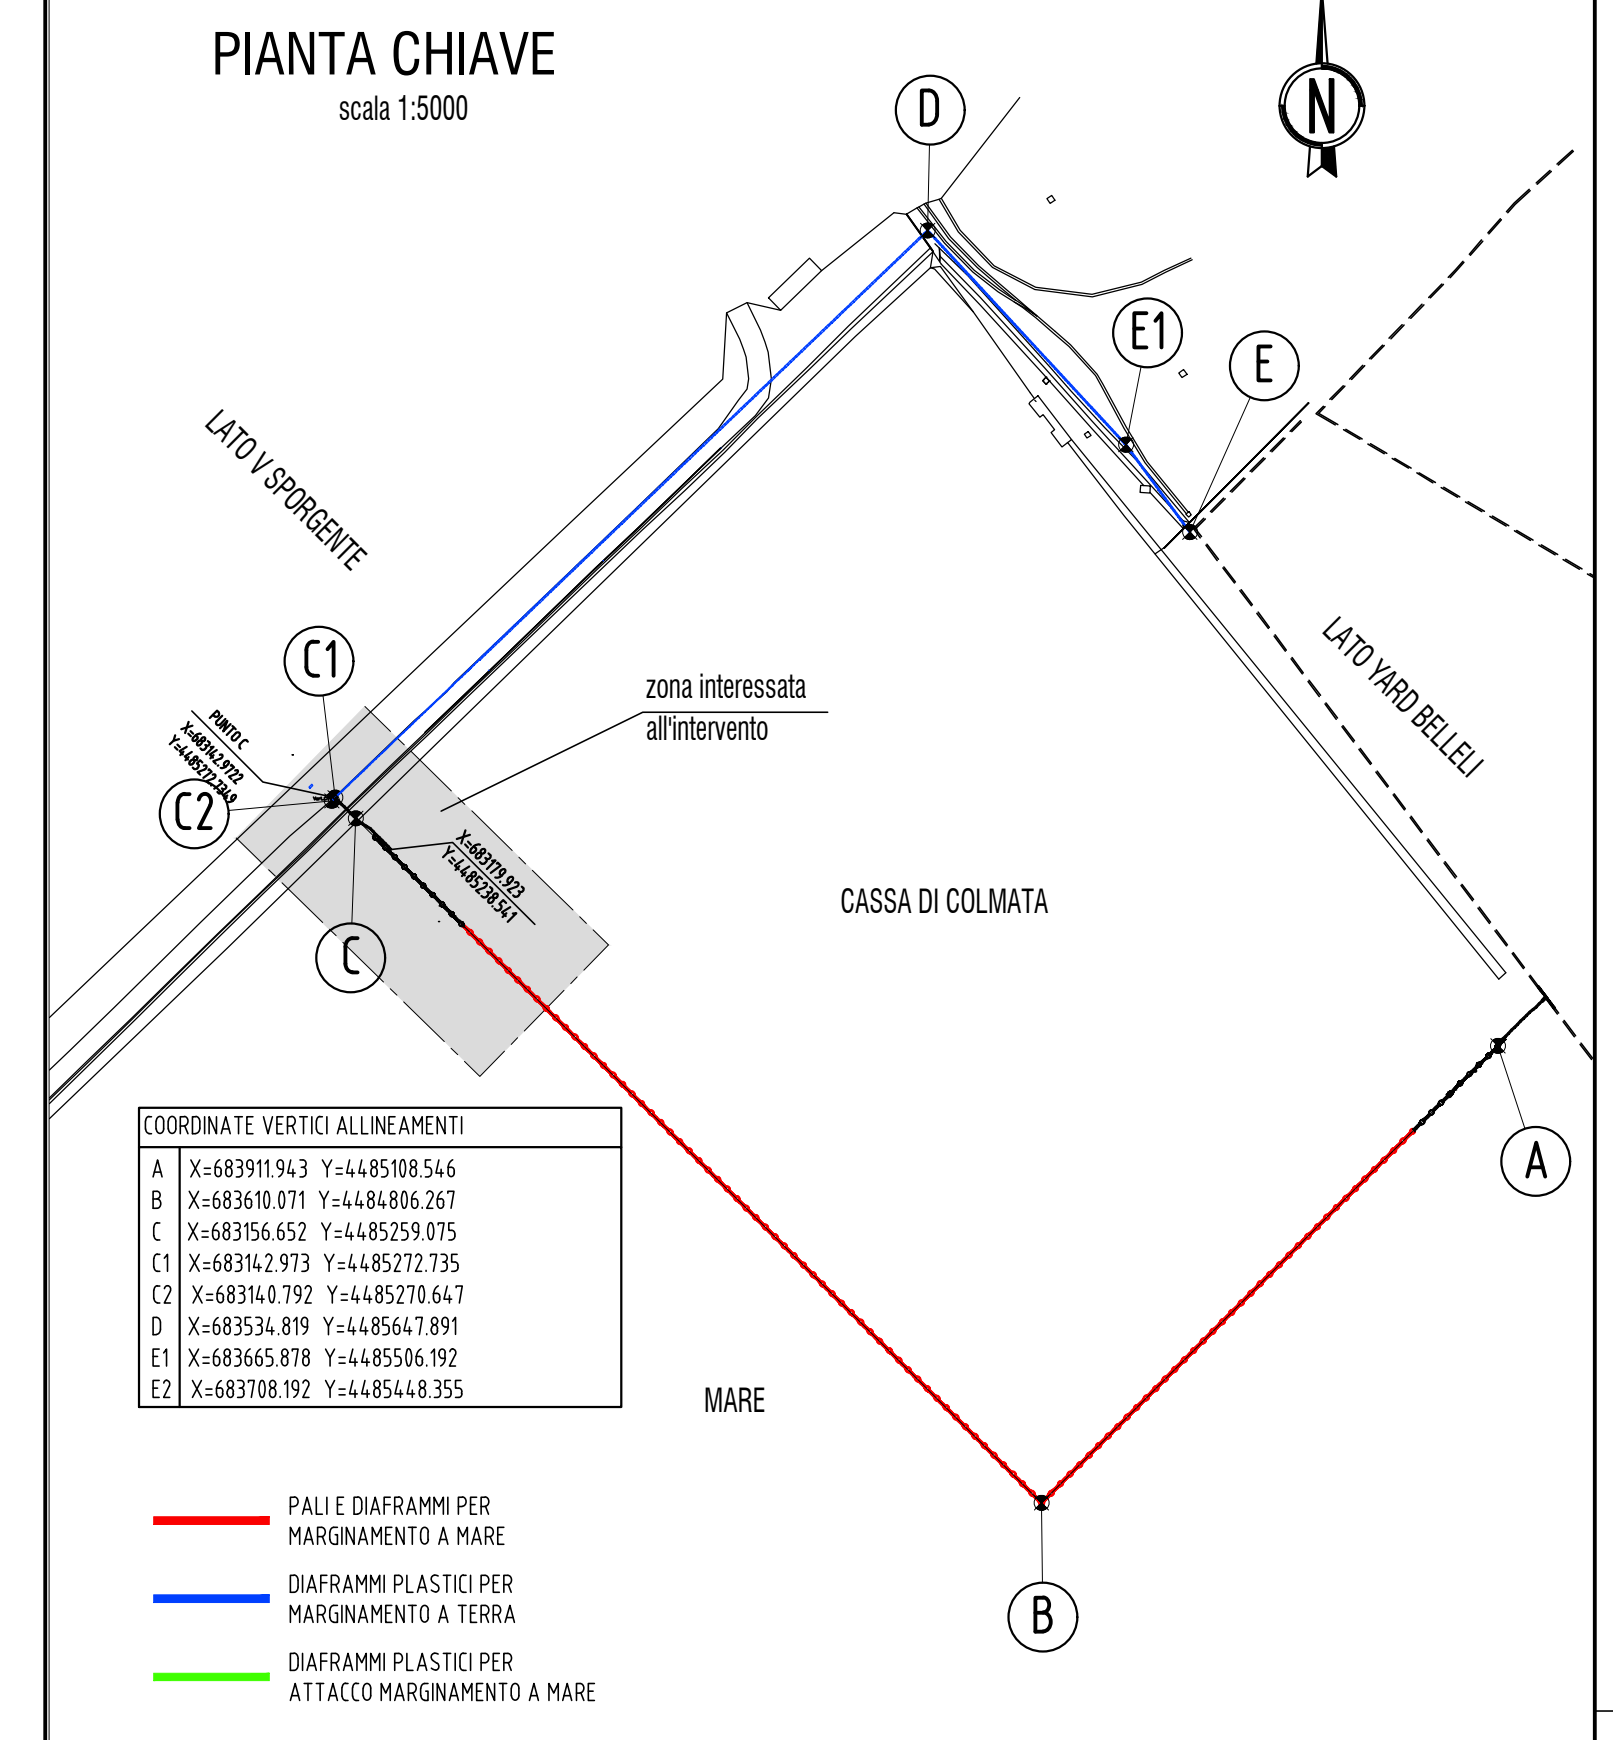 PIANTA CHIAVE
scala 1:5000
N
D
E1
E
LATO V SPORGENTE
LATO YARD BELLELI
C1
zona interessata
all'intervento
PUNTO C
X=683142.9722
Y=4485272.7349
C2
X=683179.923
Y=4485238.541
CASSA DI COLMATA
C
A
COORDINATE VERTICI ALLINEAMENTI
A X=683911.943 Y=4485108.546
B X=683610.071 Y=4484806.267
C X=683156.652 Y=4485259.075
C1 X=683142.973 Y=4485272.735
C2 X=683140.792 Y=4485270.647
D X=683534.819 Y=4485647.891
E1 X=683665.878 Y=4485506.192
E2 X=683708.192 Y=4485448.355
MARE
B
PALI E DIAFRAMMI PER
MARGINAMENTO A MARE
DIAFRAMMI PLASTICI PER
MARGINAMENTO A TERRA
DIAFRAMMI PLASTICI PER
ATTACCO MARGINAMENTO A MARE